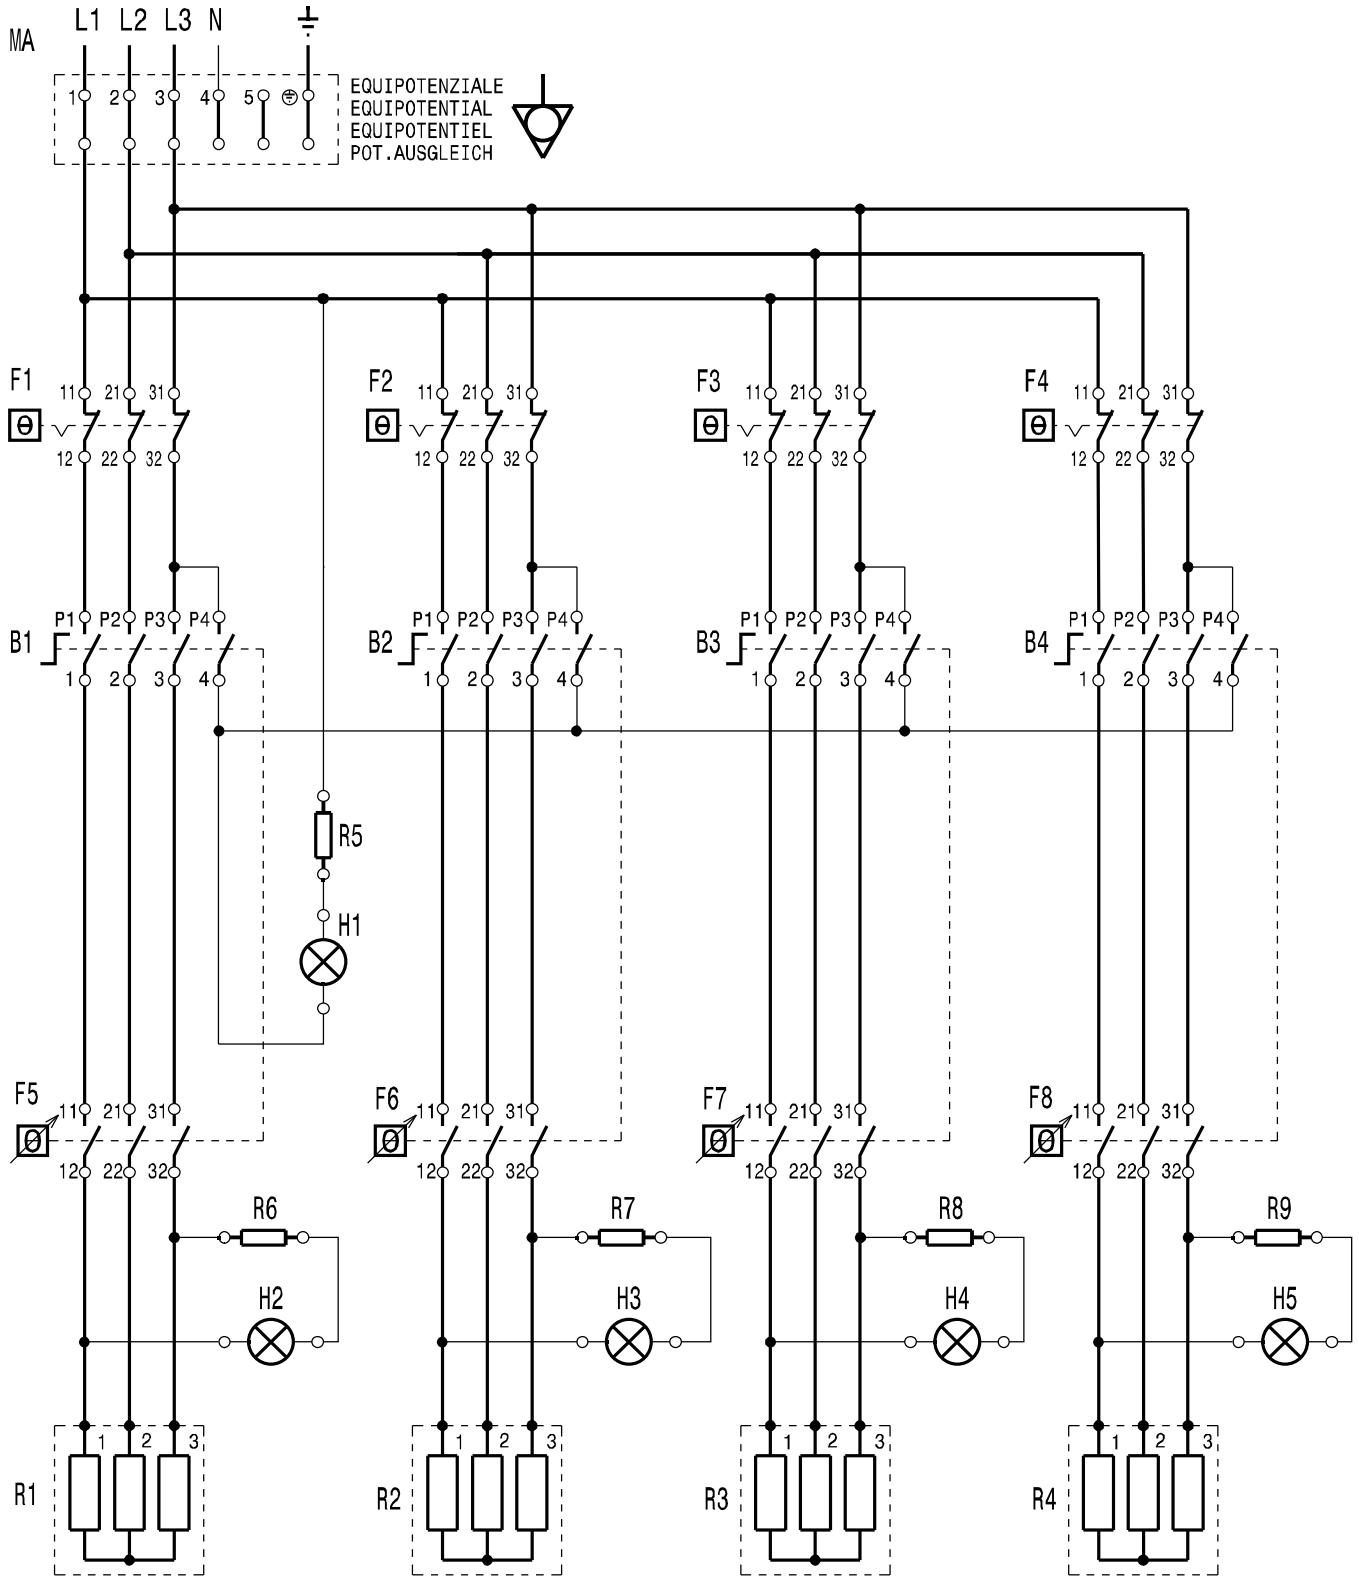 L1 L2 L3 N
MA
1 2 3 4 5
EQUIPOTENZIALE
EQUIPOTENTIAL
EQUIPOTENTIEL
POT.AUSGLEICH
F1 11 21 31 F2 11 21 31 F3 11 21 31 F4 11 21 31
θ θ θ θ
12 22 32 12 22 32 12 22 32 12 22 32
P1 P2 P3 P4 P1 P2 P3 P4 P1 P2 P3 P4 P1 P2 P3 P4
B1 B2 B3 B4
1 2 3 4 1 2 3 4 1 2 3 4 1 2 3 4
R5
H1
F5 11 21 31 F6 11 21 31 F7 11 21 31 F8 11 21 31
θ θ θ θ
12 22 32 12 22 32 12 22 32 12 22 32
R6 R7 R8 R9
H2 H3 H4 H5
1 2 3 1 2 3 1 2 3 1 2 3
R1 R2 R3 R4